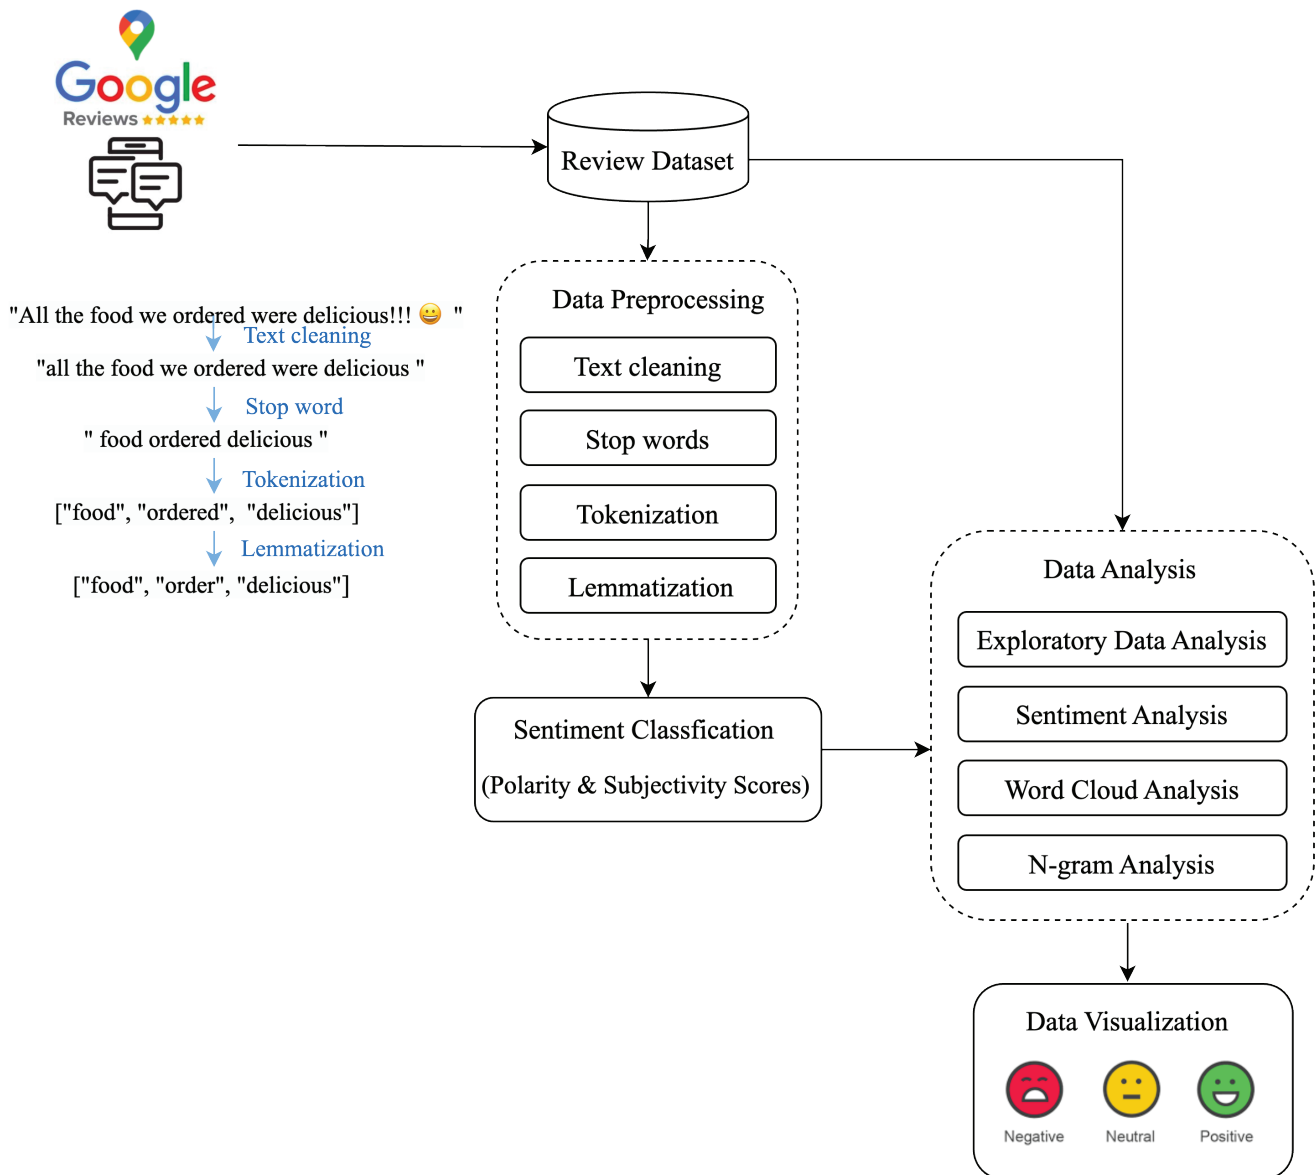 Google
Reviews
Review Dataset
"All the food we ordered were delicious!!! 😀 "
Text cleaning
"all the food we ordered were delicious "
Stop word
" food ordered delicious "
Tokenization
["food", "ordered", "delicious"]
Lemmatization
["food", "order", "delicious"]
Data Preprocessing
Text cleaning
Stop words
Tokenization
Lemmatization
Sentiment Classfication
(Polarity & Subjectivity Scores)
Data Analysis
Exploratory Data Analysis
Sentiment Analysis
Word Cloud Analysis
N-gram Analysis
Data Visualization
Negative
Neutral
Positive